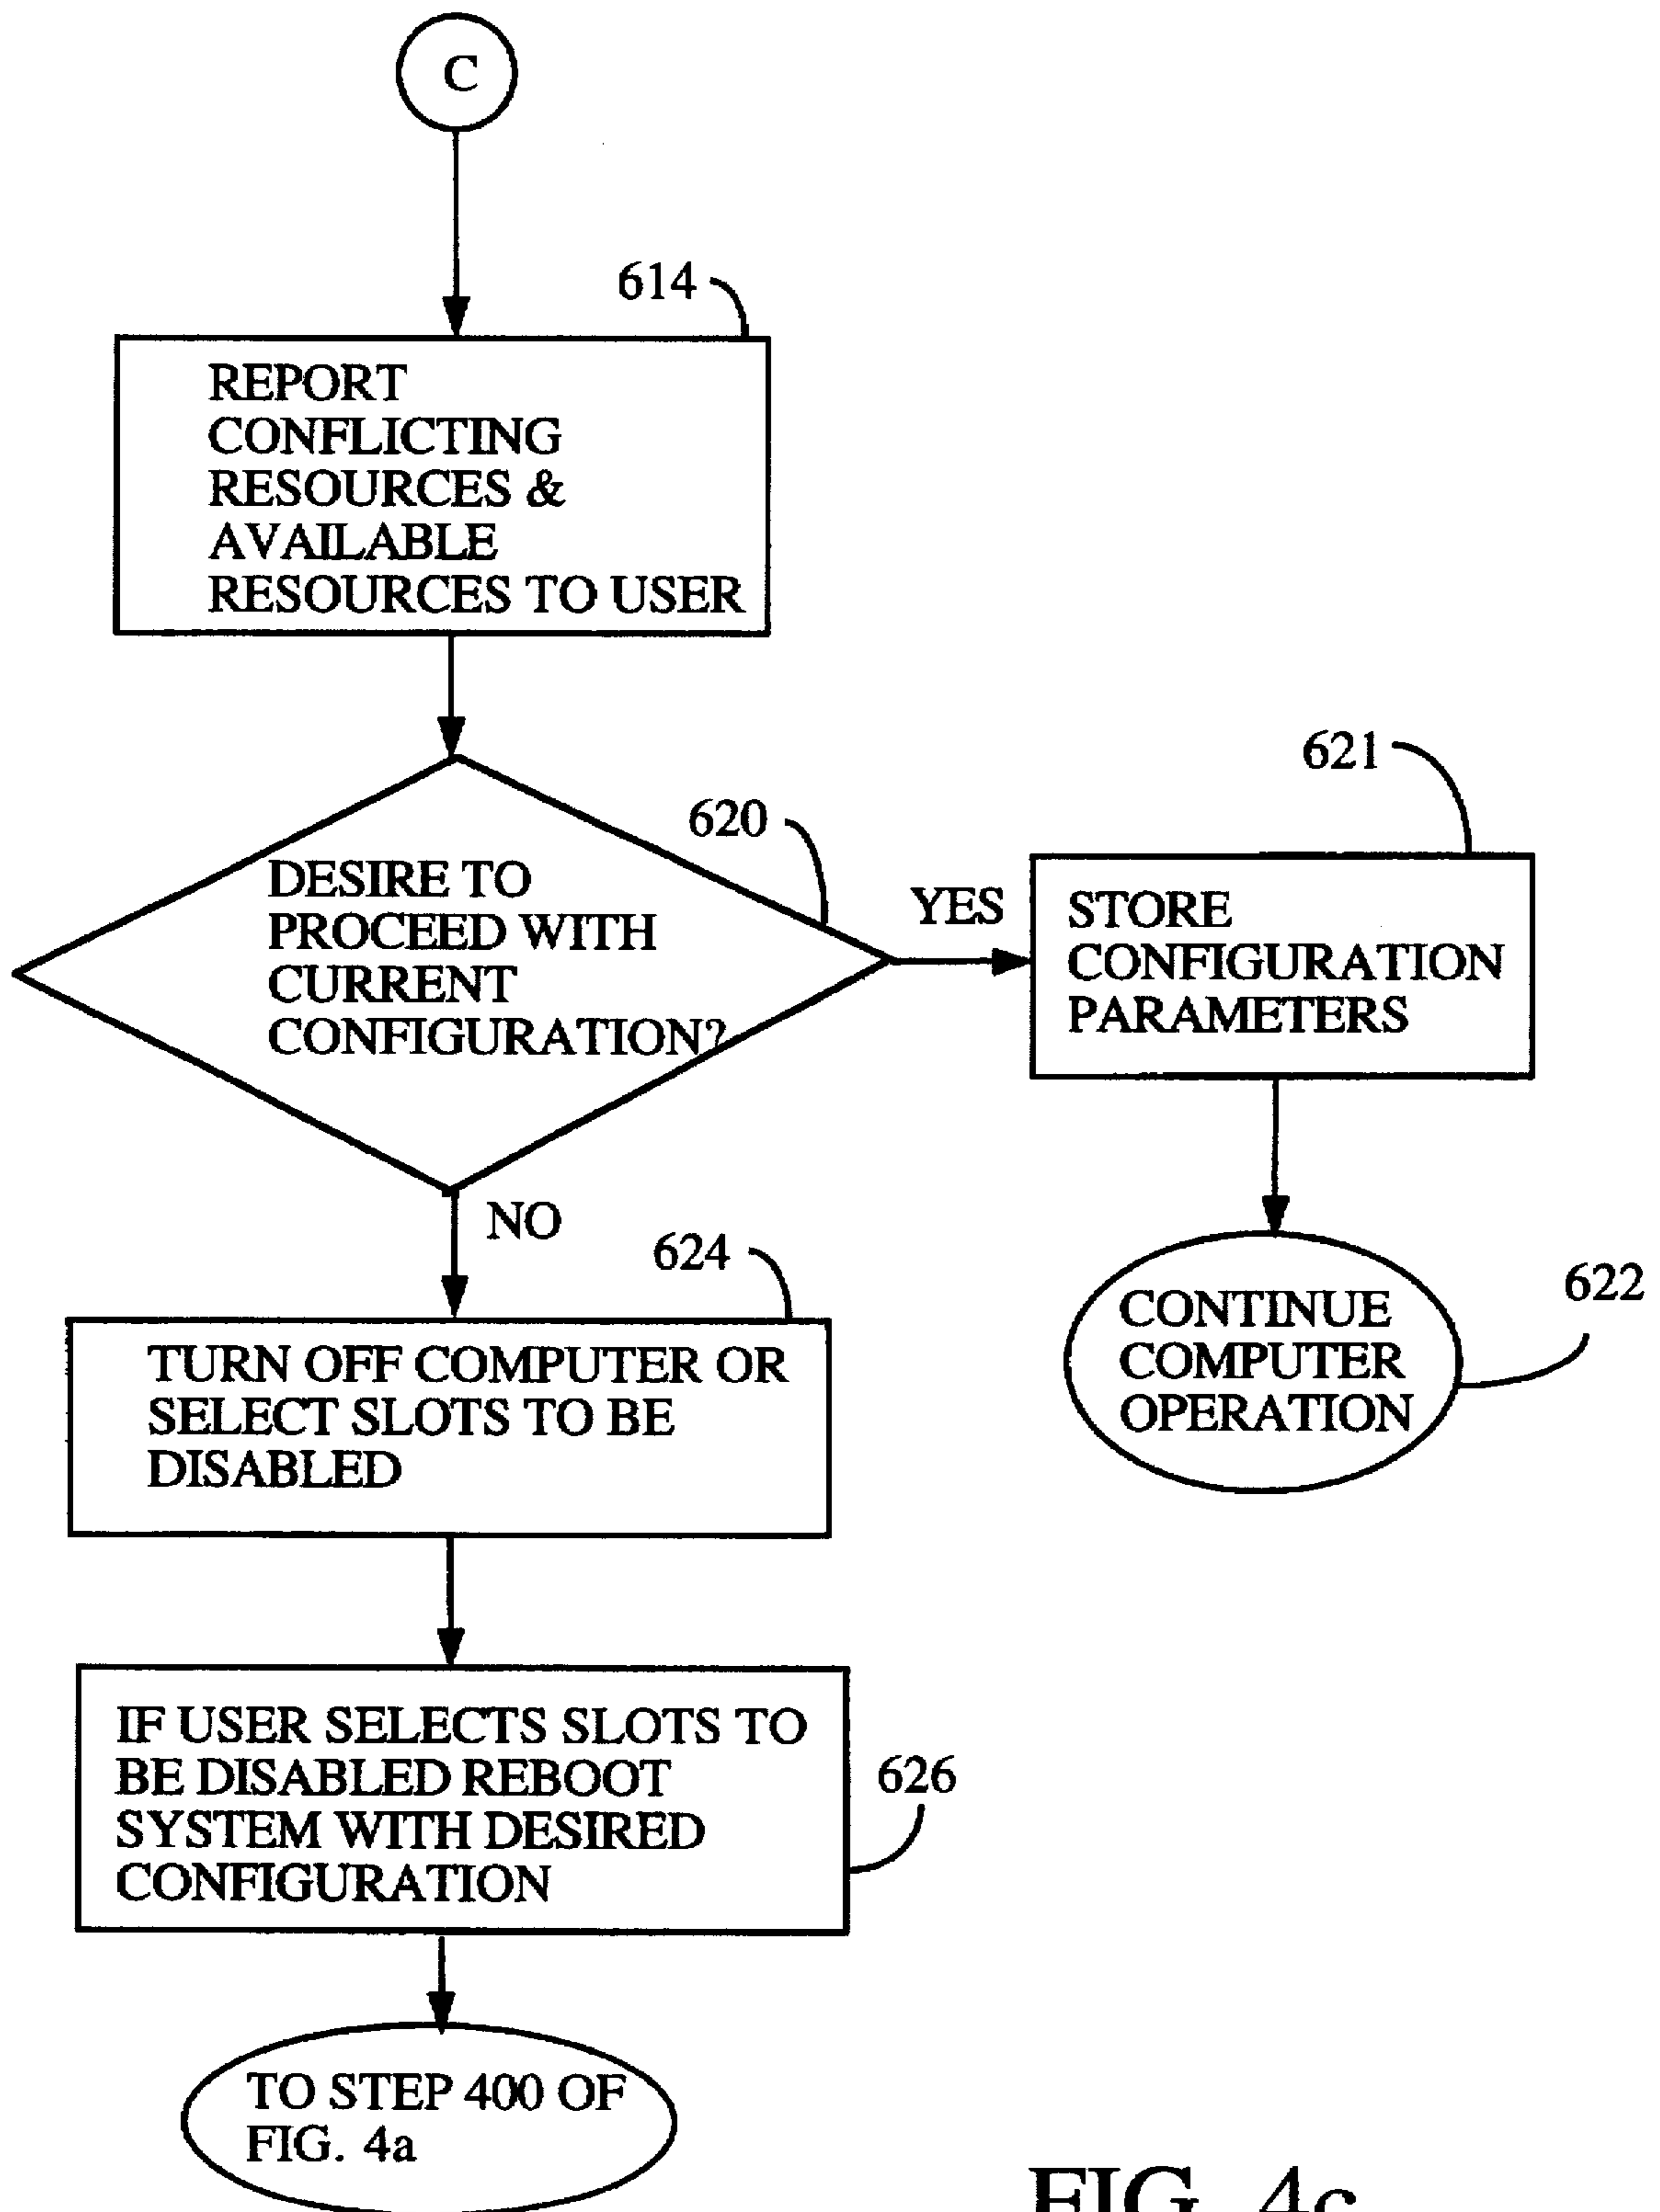 C
614
REPORT
CONFLICTING
RESOURCES &
AVAILABLE
RESOURCES TO USER
620
DESIRE TO
PROCEED WITH
CURRENT
CONFIGURATION?
YES
621
STORE
CONFIGURATION
PARAMETERS
NO
622
CONTINUE
COMPUTER
OPERATION
624
TURN OFF COMPUTER OR
SELECT SLOTS TO BE
DISABLED
626
IF USER SELECTS SLOTS TO
BE DISABLED REBOOT
SYSTEM WITH DESIRED
CONFIGURATION
TO STEP 400 OF
FIG. 4a
FIG. 4c